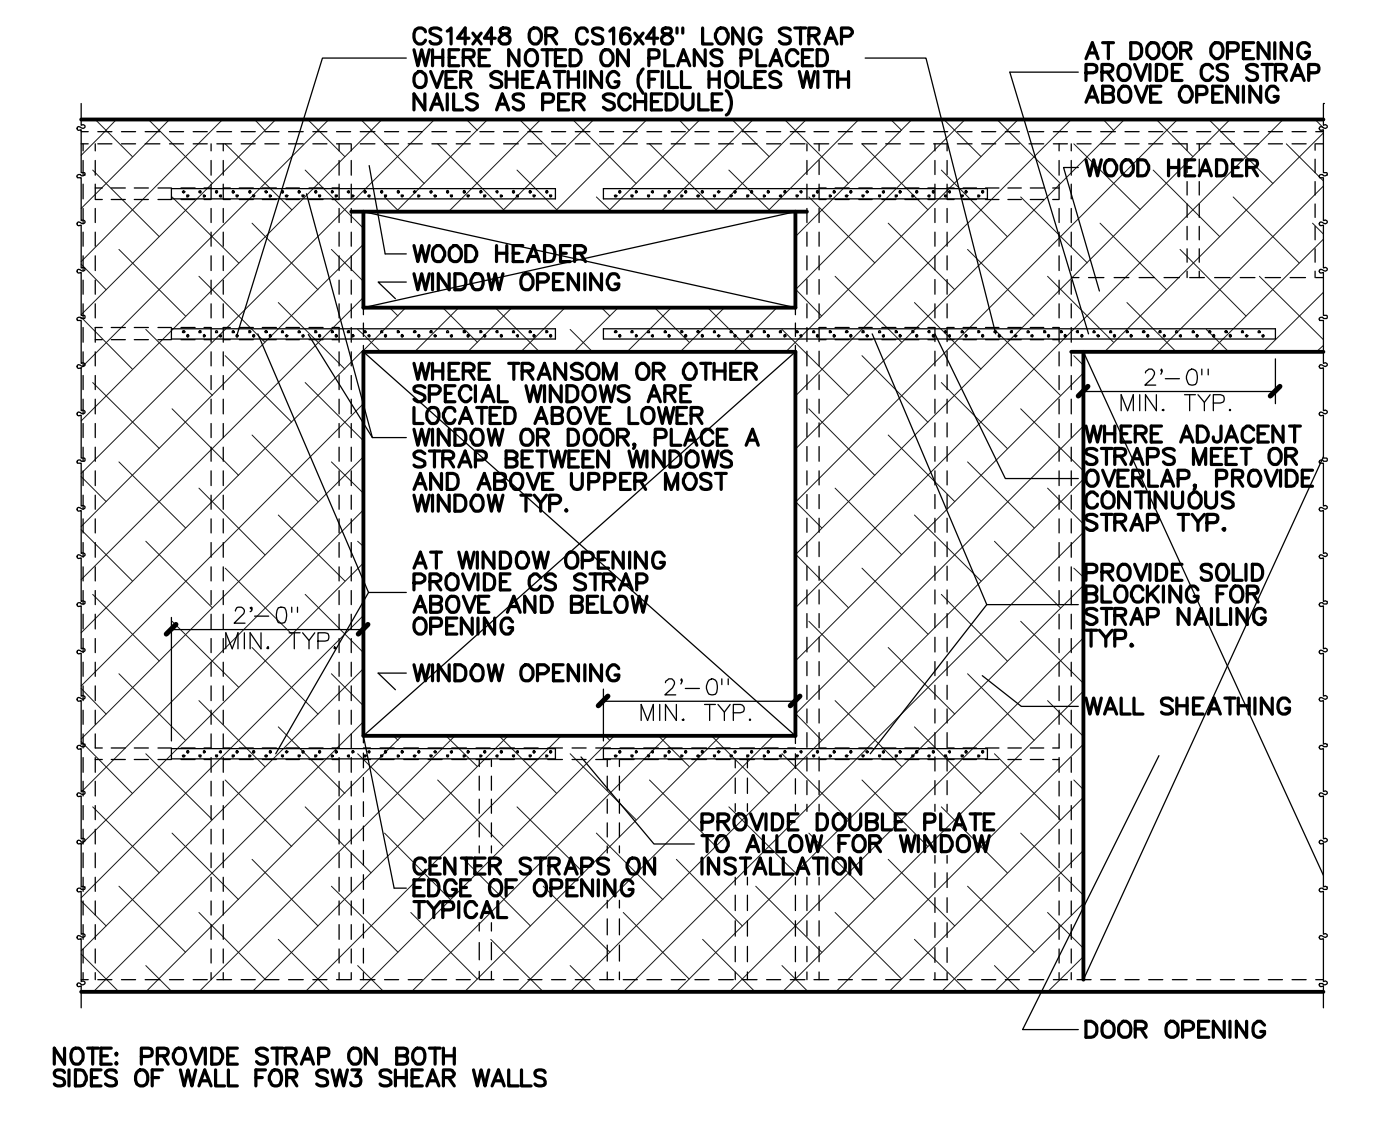 CS14x48 OR CS16x48" LONG STRAP
WHERE NOTED ON PLANS PLACED
OVER SHEATHING (FILL HOLES WITH
NAILS AS PER SCHEDULE)
AT DOOR OPENING
PROVIDE CS STRAP
ABOVE OPENING
WOOD HEADER
WOOD HEADER
WINDOW OPENING
WHERE TRANSOM OR OTHER
SPECIAL WINDOWS ARE
LOCATED ABOVE LOWER
WINDOW OR DOOR, PLACE A
STRAP BETWEEN WINDOWS
AND ABOVE UPPER MOST
WINDOW TYP.
2'-0"
MIN. TYP.
WHERE ADJACENT
STRAPS MEET OR
OVERLAP, PROVIDE
CONTINUOUS
STRAP TYP.
AT WINDOW OPENING
PROVIDE CS STRAP
ABOVE AND BELOW
OPENING
PROVIDE SOLID
BLOCKING FOR
STRAP NAILING
TYP.
2'-0"
MIN. TYP.
WINDOW OPENING
2'-0"
MIN. TYP.
WALL SHEATHING
PROVIDE DOUBLE PLATE
TO ALLOW FOR WINDOW
INSTALLATION
CENTER STRAPS ON
EDGE OF OPENING
TYPICAL
DOOR OPENING
NOTE: PROVIDE STRAP ON BOTH
SIDES OF WALL FOR SW3 SHEAR WALLS